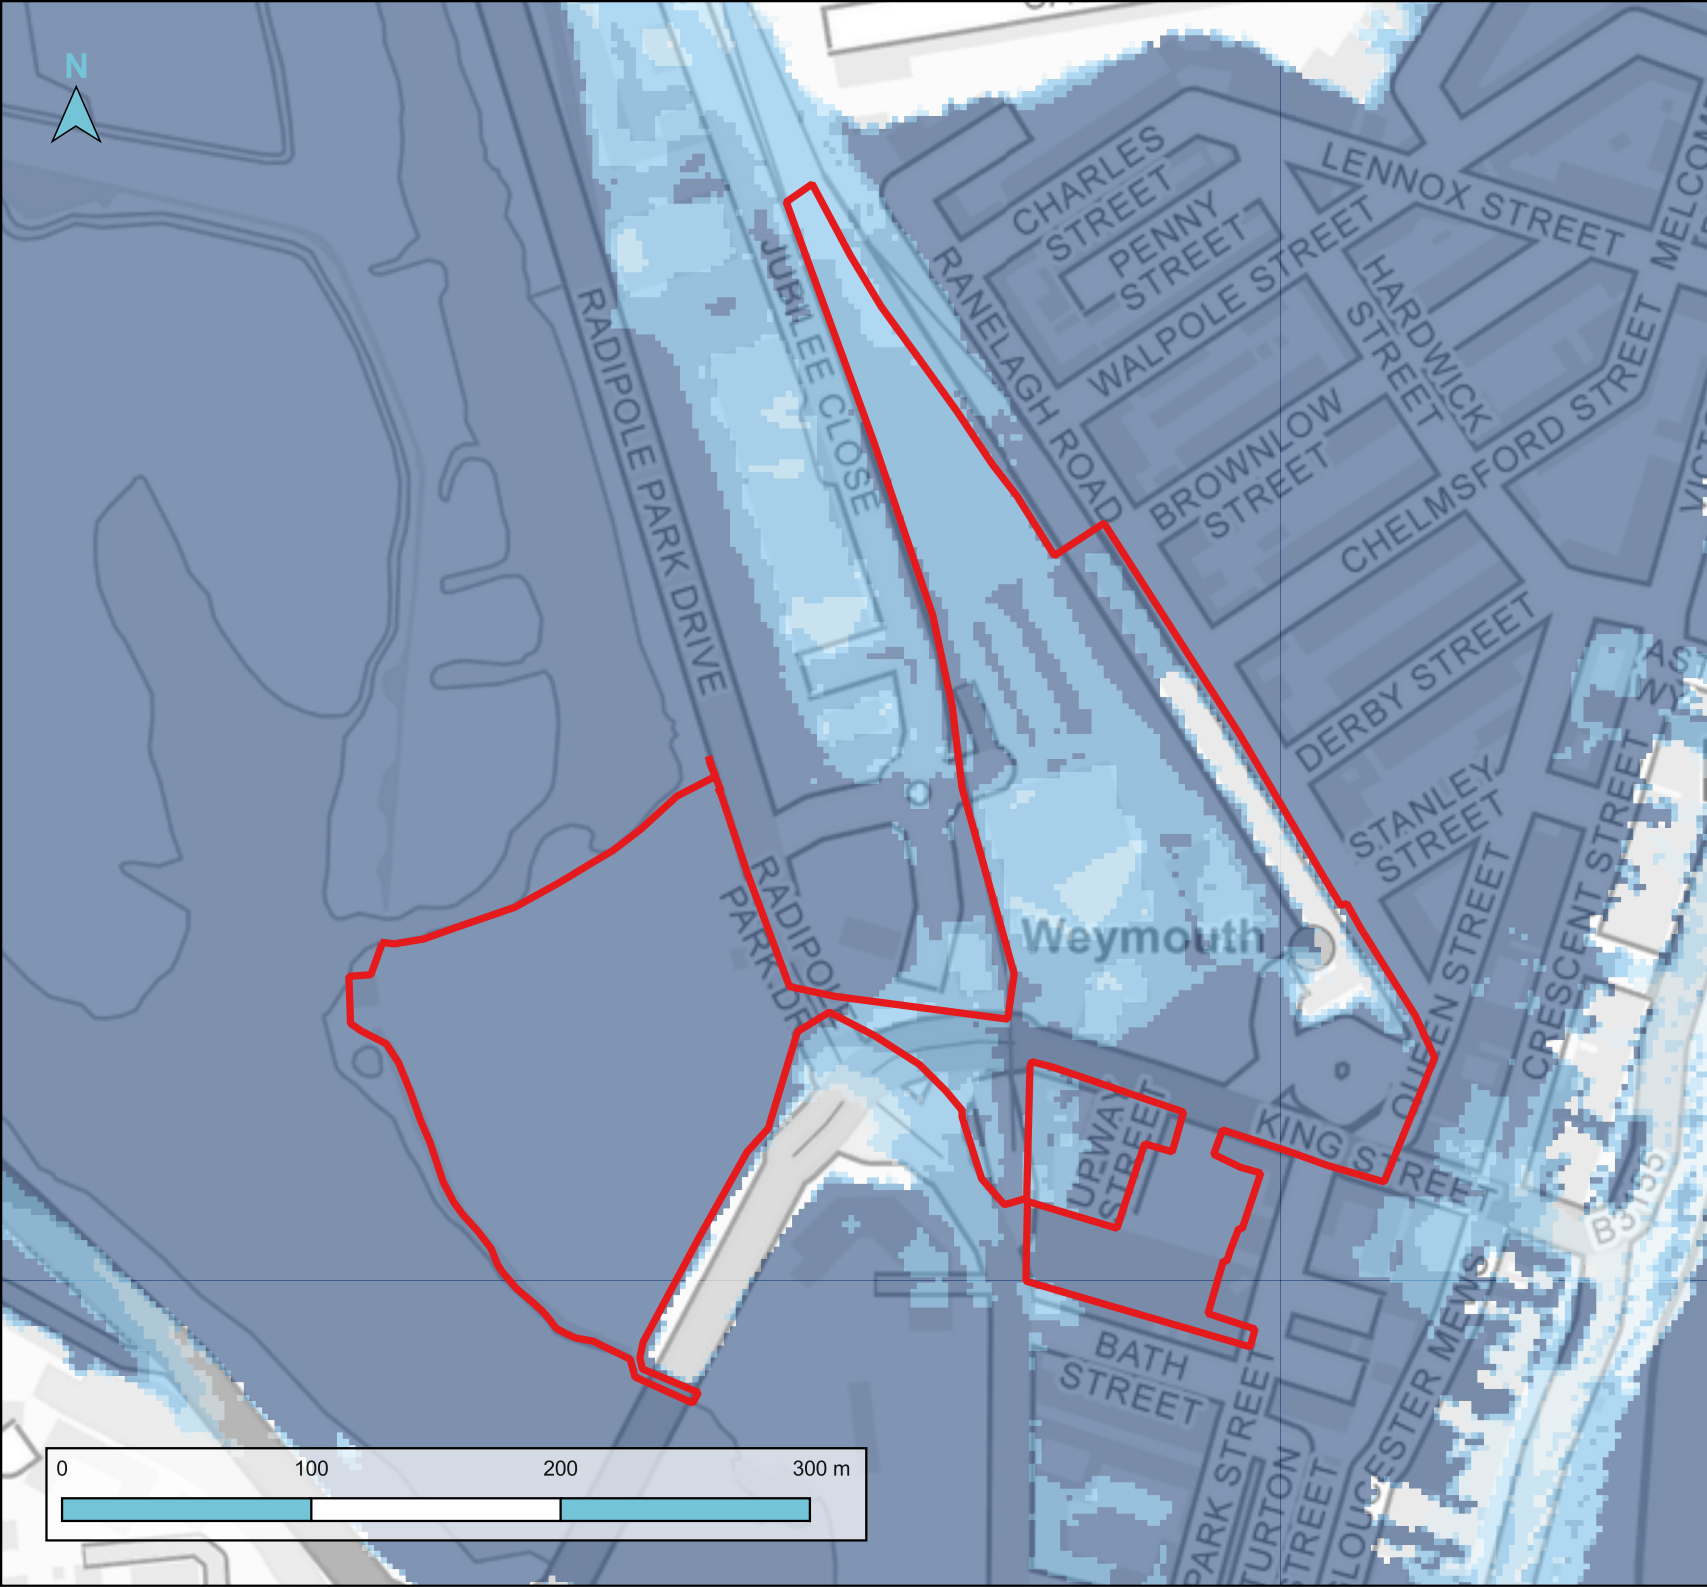 N
CHARLES
STREET
PENNY
STREET
WALPOLE STREET
LENNOX STREET
HARDWICK
STREET
RANELAGH ROAD
JUBILEE CLOSE
RADIPOLE PARK DRIVE
BROWNLOW
STREET
CHELMSFORD STREET
DERBY STREET
STANLEY
STREET
CRESCENT STREET
QUEEN STREET
RADIPOLE
PARK DR
Weymouth
UPWAY
STREET
KING STREET
B3155
BATH
STREET
PARK STREET
TURTON
STREET
GLOUCESTER MEWS
0 100 200 300 m